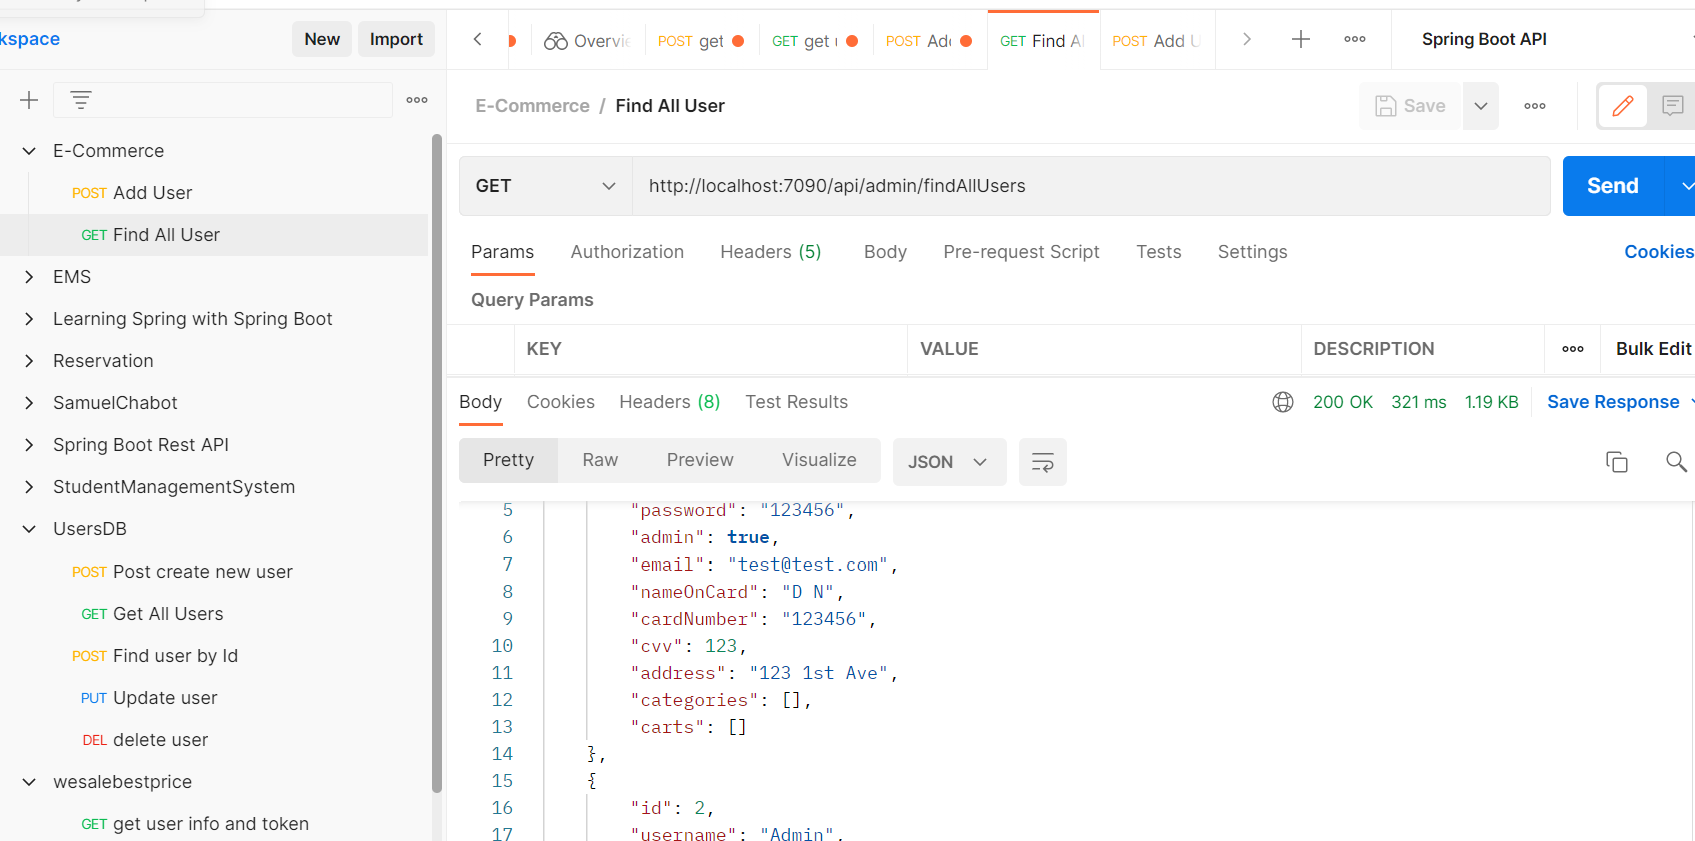 kspace
New
Import
Overvi
POST get
GET get
POST Ad
GET Find Al
POST Add U
Spring Boot API
E-Commerce / Find All User
Save
E-Commerce
POST Add User
GET Find All User
EMS
Learning Spring with Spring Boot
Reservation
SamuelChabot
Spring Boot Rest API
StudentManagementSystem
UsersDB
POST Post create new user
GET Get All Users
POST Find user by Id
PUT Update user
DEL delete user
wesalebestprice
GET get user info and token
GET
http://localhost:7090/api/admin/findAllUsers
Send
Params Authorization Headers (5) Body Pre-request Script Tests Settings Cookies
Query Params
KEY VALUE DESCRIPTION Bulk Edit
Body Cookies Headers (8) Test Results 200 OK 321 ms 1.19 KB Save Response
Pretty Raw Preview Visualize JSON
5 "password": "123456",
6 "admin": true,
7 "email": "test@test.com",
8 "nameOnCard": "D N",
9 "cardNumber": "123456",
10 "cvv": 123,
11 "address": "123 1st Ave",
12 "categories": [],
13 "carts": []
14 },
15 {
16 "id": 2,
17 "username": "Admin",